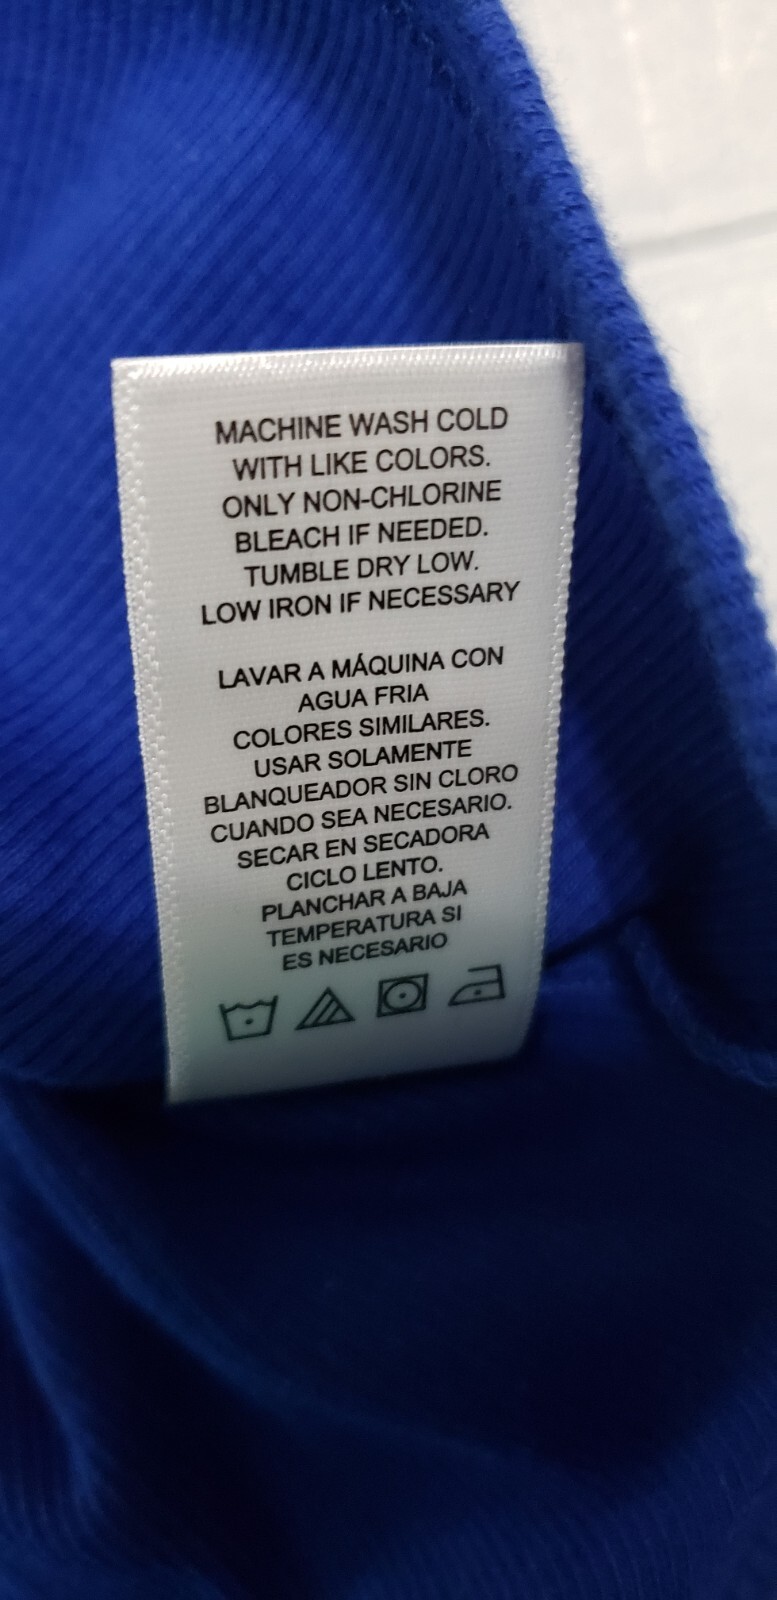 MACHINE WASH COLD
WITH LIKE COLORS.
ONLY NON-CHLORINE
BLEACH IF NEEDED.
TUMBLE DRY LOW.
LOW IRON IF NECESSARY
LAVAR A MÁQUINA CON
AGUA FRIA
COLORES SIMILARES.
USAR SOLAMENTE
BLANQUEADOR SIN CLORO
CUANDO SEA NECESARIO.
SECAR EN SECADORA
CICLO LENTO.
PLANCHAR A BAJA
TEMPERATURA SI
ES NECESARIO